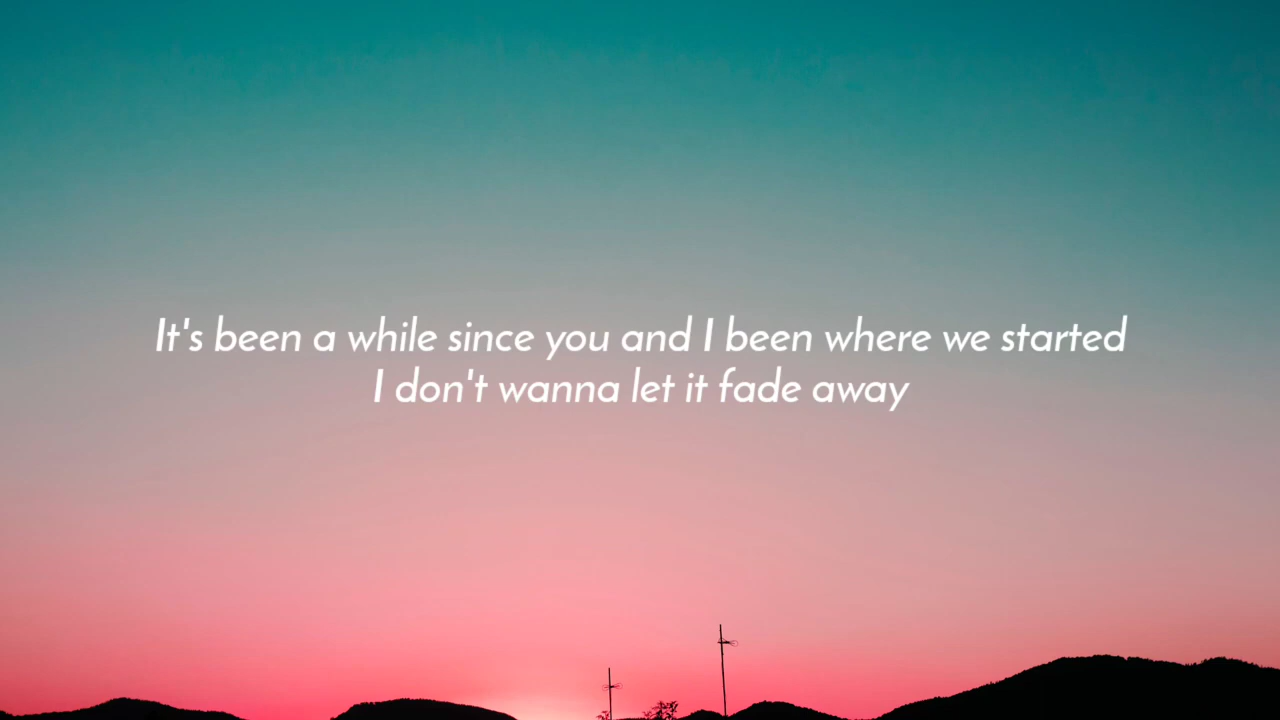 It's been a while since you and I been where we started
I don't wanna let it fade away